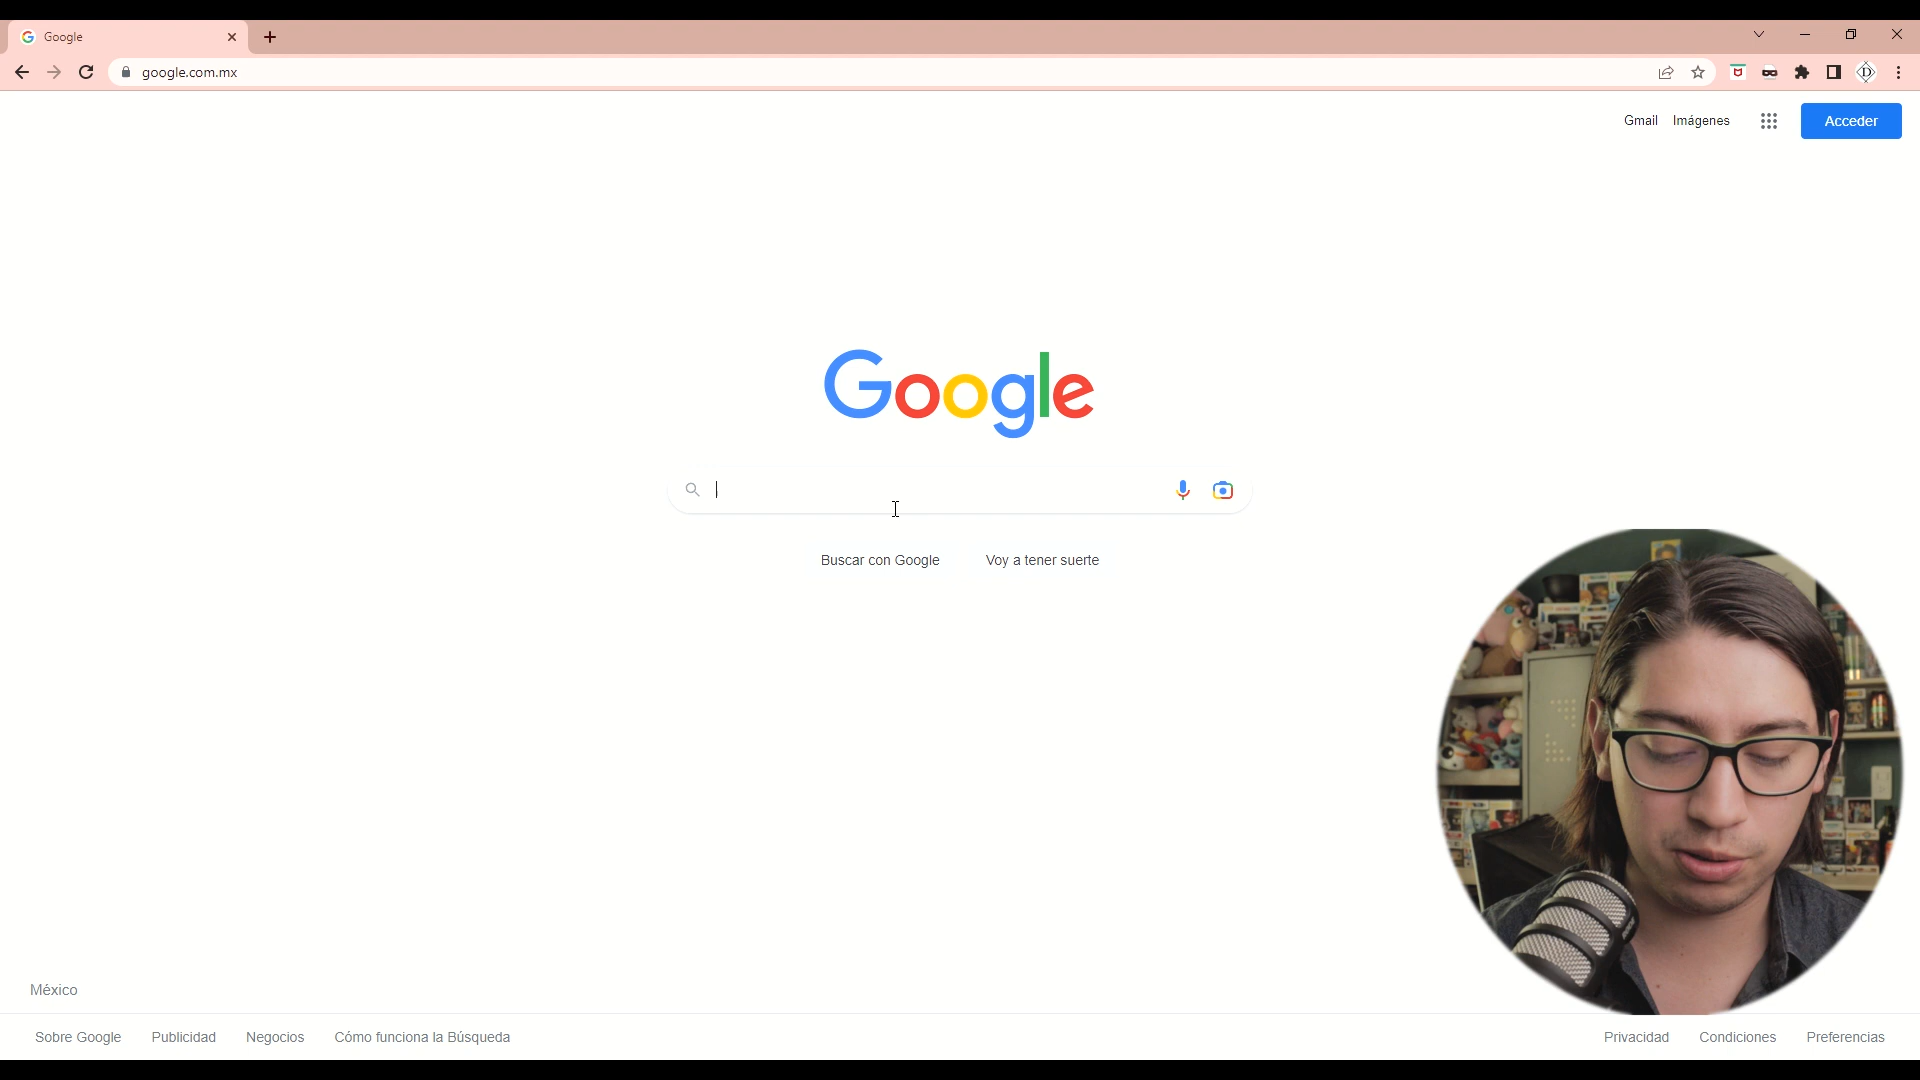 Google
google.com.mx
Gmail Imágenes Acceder
Google
Buscar con Google Voy a tener suerte
México
Sobre Google Publicidad Negocios Cómo funciona la Búsqueda Privacidad Condiciones Preferencias